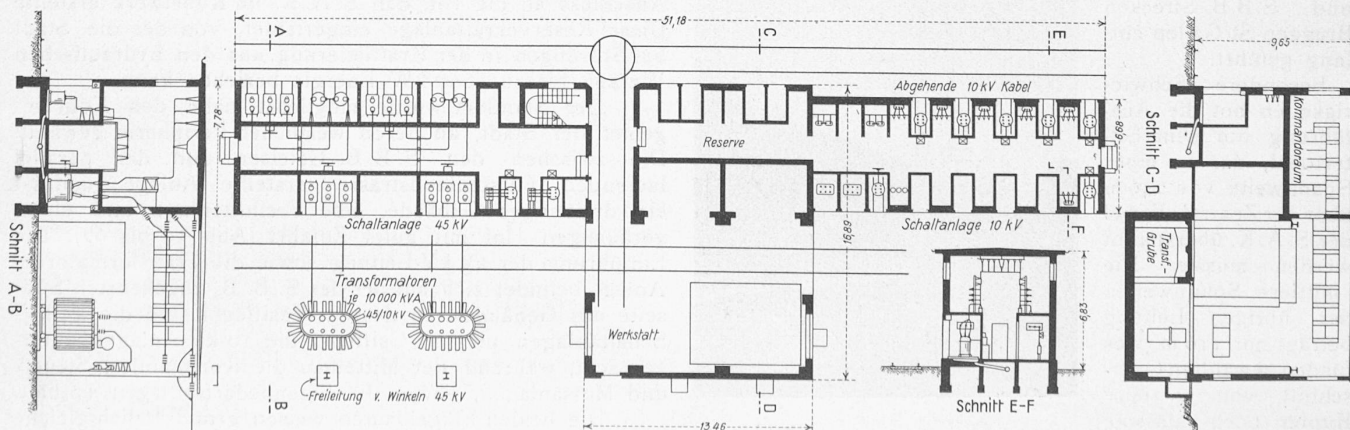 51,18
A
C
E
9,65
7,78
Abgehende 10 kV Kabel
Reserve
6,68
Schaltanlage 45 kV
16,89
Schaltanlage 10 kV
F
Transformatoren
je 10 000 kVA
45/10 kV
Werkstatt
Freileitung v. Winkeln 45 kV
B
D
13,46
6,83
Schnitt E-F
Schnitt A-B
Schnitt C-D
Kommandoraum
Transf.-
Grube